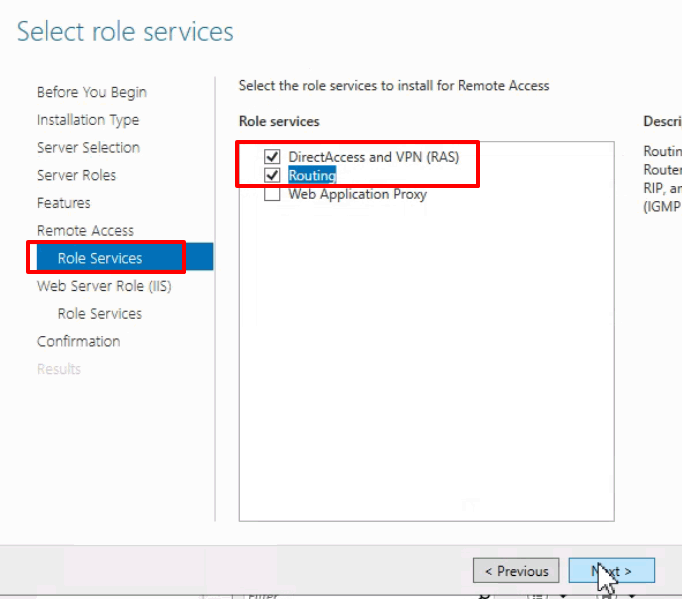 Select role services
Before You Begin
Installation Type
Server Selection
Server Roles
Features
Remote Access
Role Services
Web Server Role (IIS)
Role Services
Confirmation
Results
Select the role services to install for Remote Access
Role services
DirectAccess and VPN (RAS)
Routing
Web Application Proxy
Descri
Routin
Router
RIP, an
(IGMP
< Previous
Next >